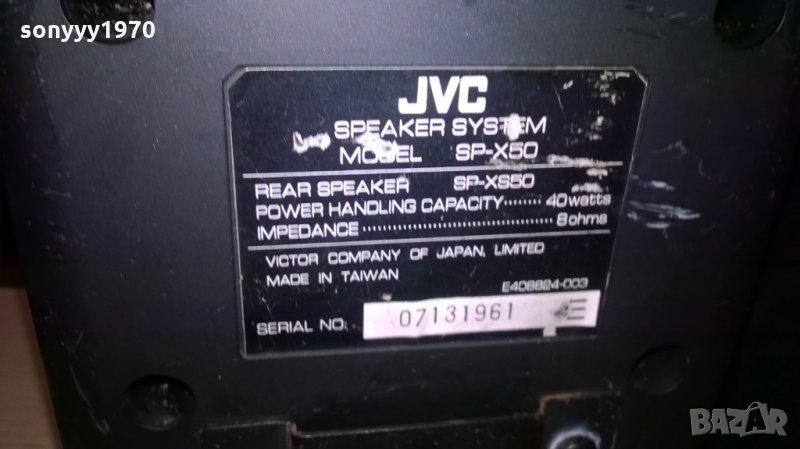 sonyyy1970
JVC
SPEAKER SYSTEM
MODEL SP-X50
REAR SPEAKER SP-XS50
POWER HANDLING CAPACITY ······· 40watts
IMPEDANCE ································ 8ohms
VICTOR COMPANY OF JAPAN, LIMITED
MADE IN TAIWAN
E408824-003
SERIAL NO. 07131961 E
BAZAR